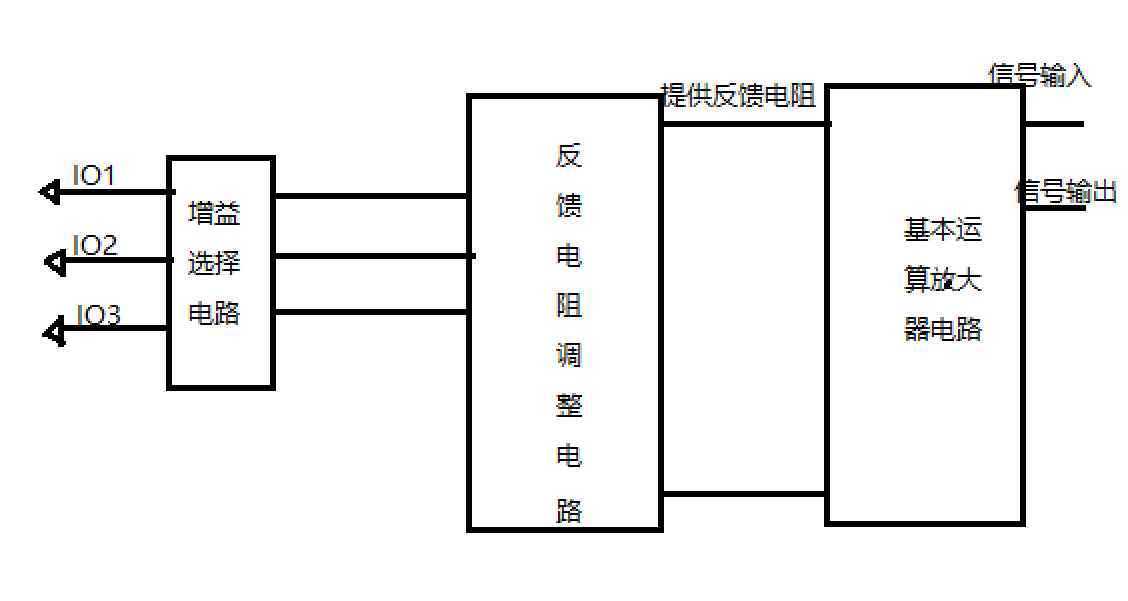 IO1
IO2
IO3
增益
选择
电路
反
馈
电
阻
调
整
电
路
提供反馈电阻
基本运
算放大
器电路
信号输入
信号输出